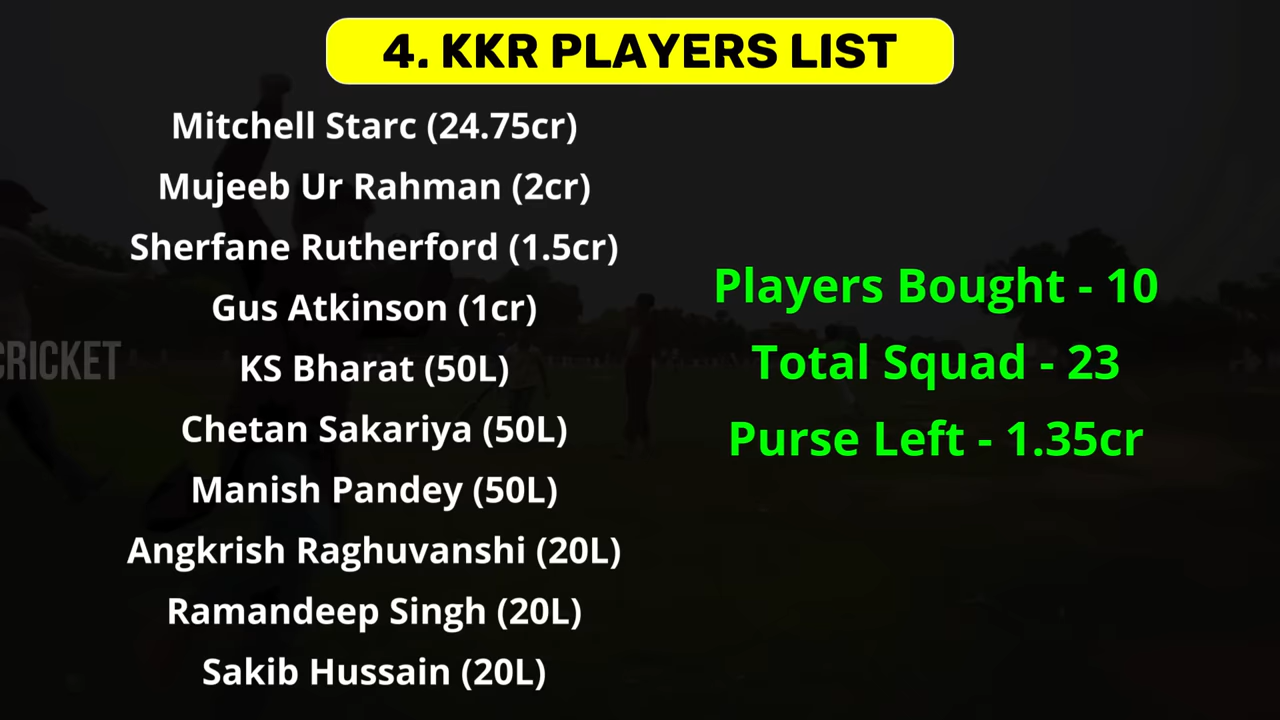 4. KKR PLAYERS LIST
Mitchell Starc (24.75cr)
Mujeeb Ur Rahman (2cr)
Sherfane Rutherford (1.5cr)
Gus Atkinson (1cr)
KS Bharat (50L)
Chetan Sakariya (50L)
Manish Pandey (50L)
Angkrish Raghuvanshi (20L)
Ramandeep Singh (20L)
Sakib Hussain (20L)
Players Bought - 10
Total Squad - 23
Purse Left - 1.35cr
CRICKET